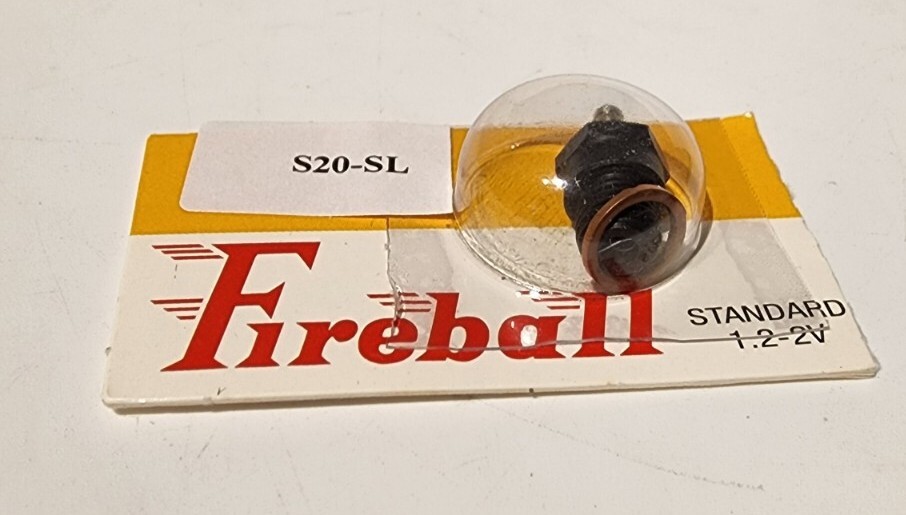 S20-SL
Fireball
STANDARD
1.2-2V